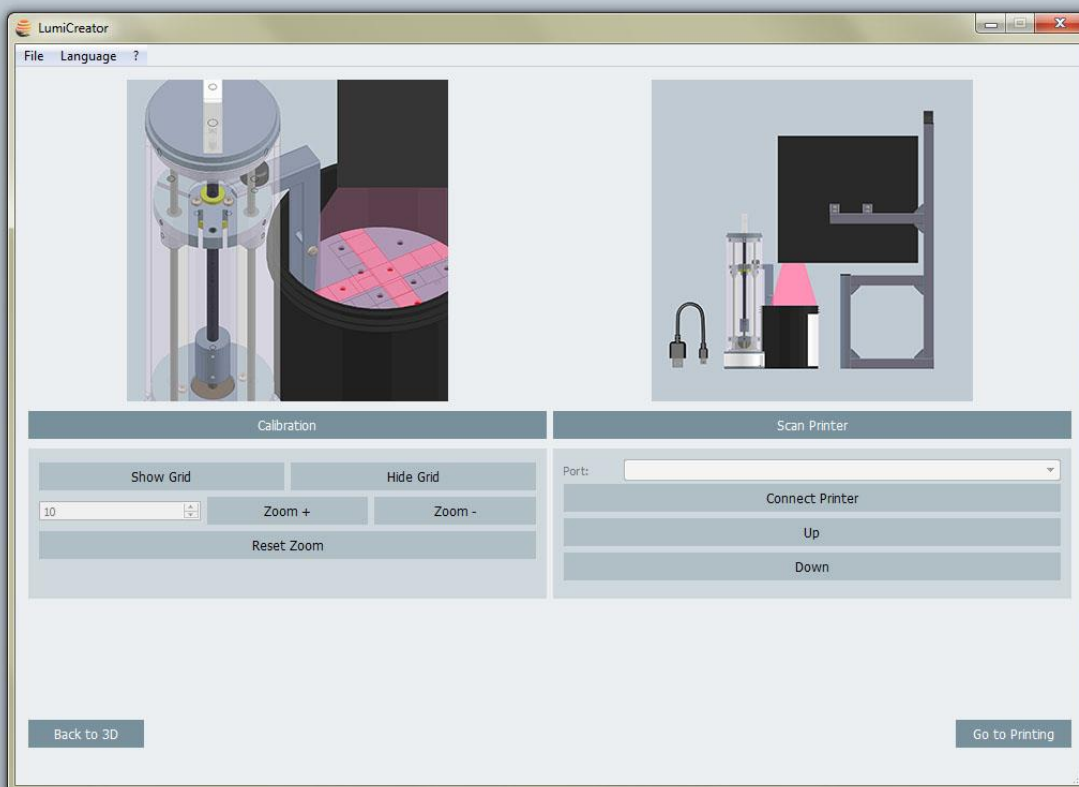 LumiCreator
File Language ?
Calibration
Scan Printer
Show Grid Hide Grid
10 Zoom + Zoom -
Reset Zoom
Port:
Connect Printer
Up
Down
Back to 3D
Go to Printing